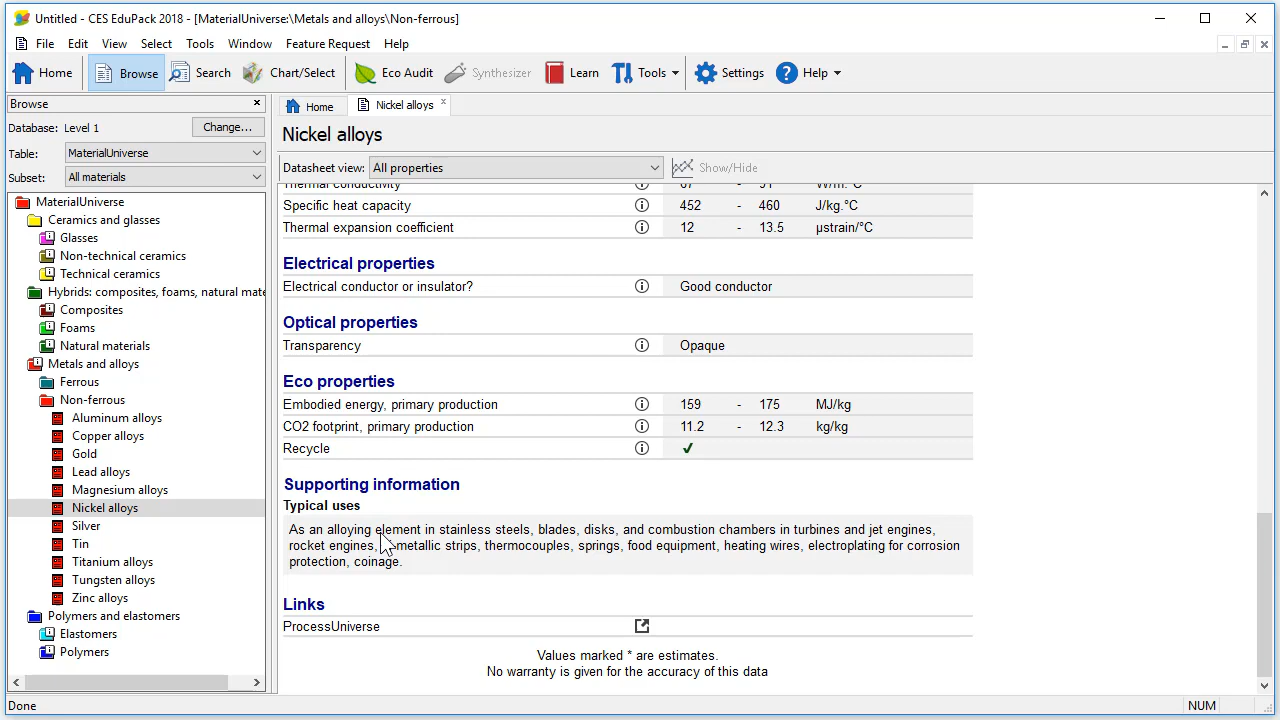 Untitled - CES EduPack 2018 - [MaterialUniverse:\Metals and alloys\Non-ferrous]
File Edit View Select Tools Window Feature Request Help
Home Browse Search Chart/Select Eco Audit Synthesizer Learn Tools Settings Help
Browse
Database: Level 1 Change...
Table: MaterialUniverse
Subset: All materials
MaterialUniverse
Ceramics and glasses
Glasses
Non-technical ceramics
Technical ceramics
Hybrids: composites, foams, natural mate
Composites
Foams
Natural materials
Metals and alloys
Ferrous
Non-ferrous
Aluminum alloys
Copper alloys
Gold
Lead alloys
Magnesium alloys
Nickel alloys
Silver
Tin
Titanium alloys
Tungsten alloys
Zinc alloys
Polymers and elastomers
Elastomers
Polymers
Home Nickel alloys
Nickel alloys
Datasheet view: All properties Show/Hide
Thermal conductivity 67 - 91 W/m.°C
Specific heat capacity 452 - 460 J/kg.°C
Thermal expansion coefficient 12 - 13.5 µstrain/°C
Electrical properties
Electrical conductor or insulator? Good conductor
Optical properties
Transparency Opaque
Eco properties
Embodied energy, primary production 159 - 175 MJ/kg
CO2 footprint, primary production 11.2 - 12.3 kg/kg
Recycle ✓
Supporting information
Typical uses
As an alloying element in stainless steels, blades, disks, and combustion chambers in turbines and jet engines,
rocket engines, metallic strips, thermocouples, springs, food equipment, heating wires, electroplating for corrosion
protection, coinage.
Links
ProcessUniverse
Values marked * are estimates.
No warranty is given for the accuracy of this data
Done NUM